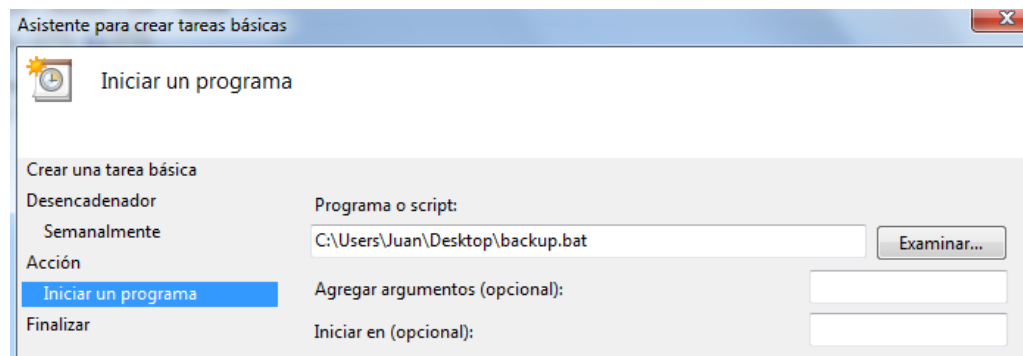 Asistente para crear tareas básicas
Iniciar un programa
Crear una tarea básica
Desencadenador
Semanalmente
Acción
Iniciar un programa
Finalizar
Programa o script:
C:\Users\Juan\Desktop\backup.bat
Examinar...
Agregar argumentos (opcional):
Iniciar en (opcional):